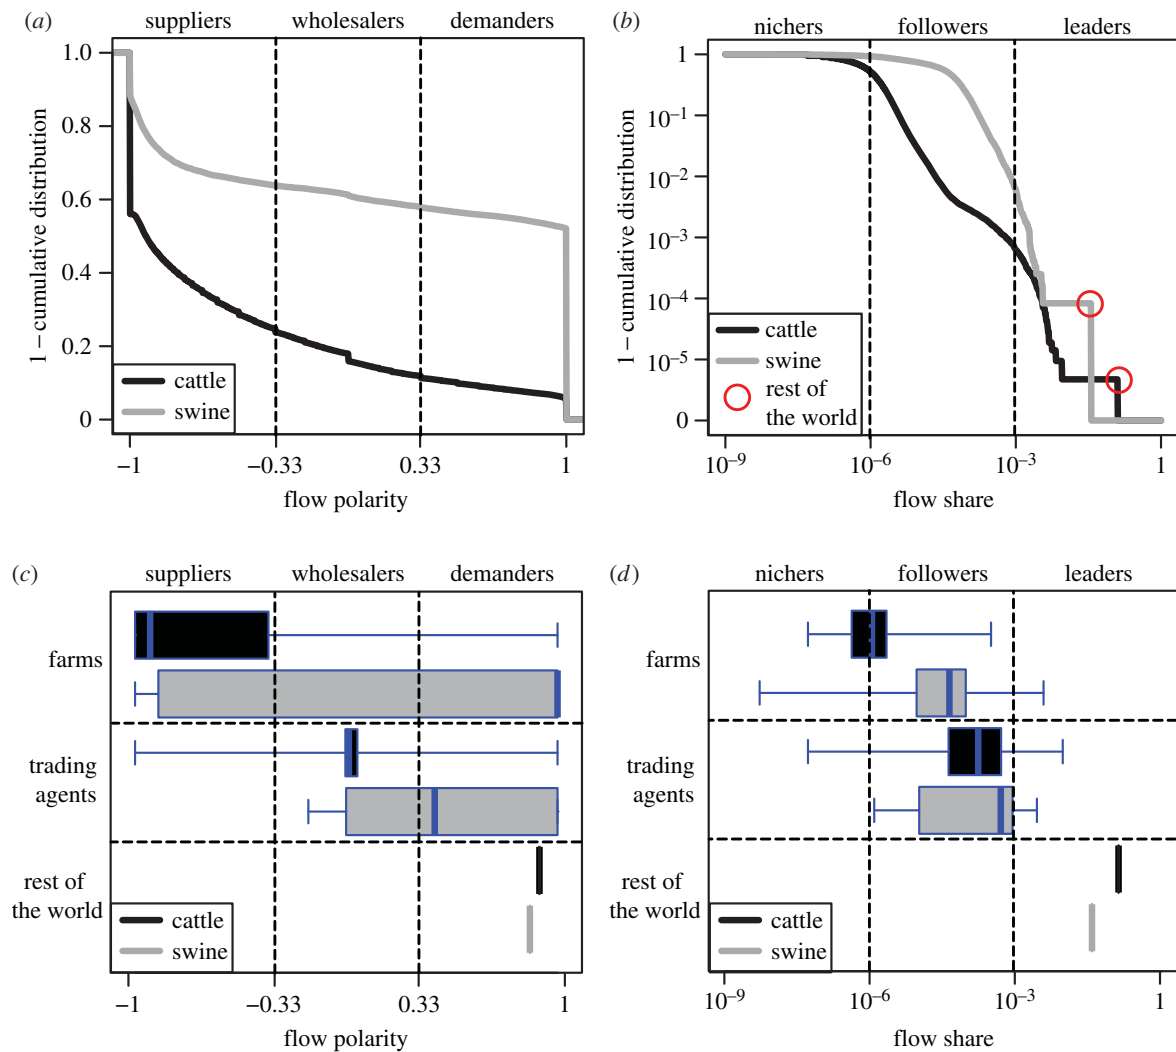 (a)
suppliers wholesalers demanders
1 – cumulative distribution
1.0
0.8
0.6
0.4
0.2
0
cattle
swine
−1 −0.33 0.33 1
flow polarity
(b)
nichers followers leaders
1 – cumulative distribution
1
10⁻¹
10⁻²
10⁻³
10⁻⁴
10⁻⁵
0
cattle
swine
rest of
the world
10⁻⁹ 10⁻⁶ 10⁻³ 1
flow share
(c)
suppliers wholesalers demanders
farms
trading
agents
rest of
the world
cattle
swine
−1 −0.33 0.33 1
flow polarity
(d)
nichers followers leaders
farms
trading
agents
rest of
the world
cattle
swine
10⁻⁹ 10⁻⁶ 10⁻³ 1
flow share